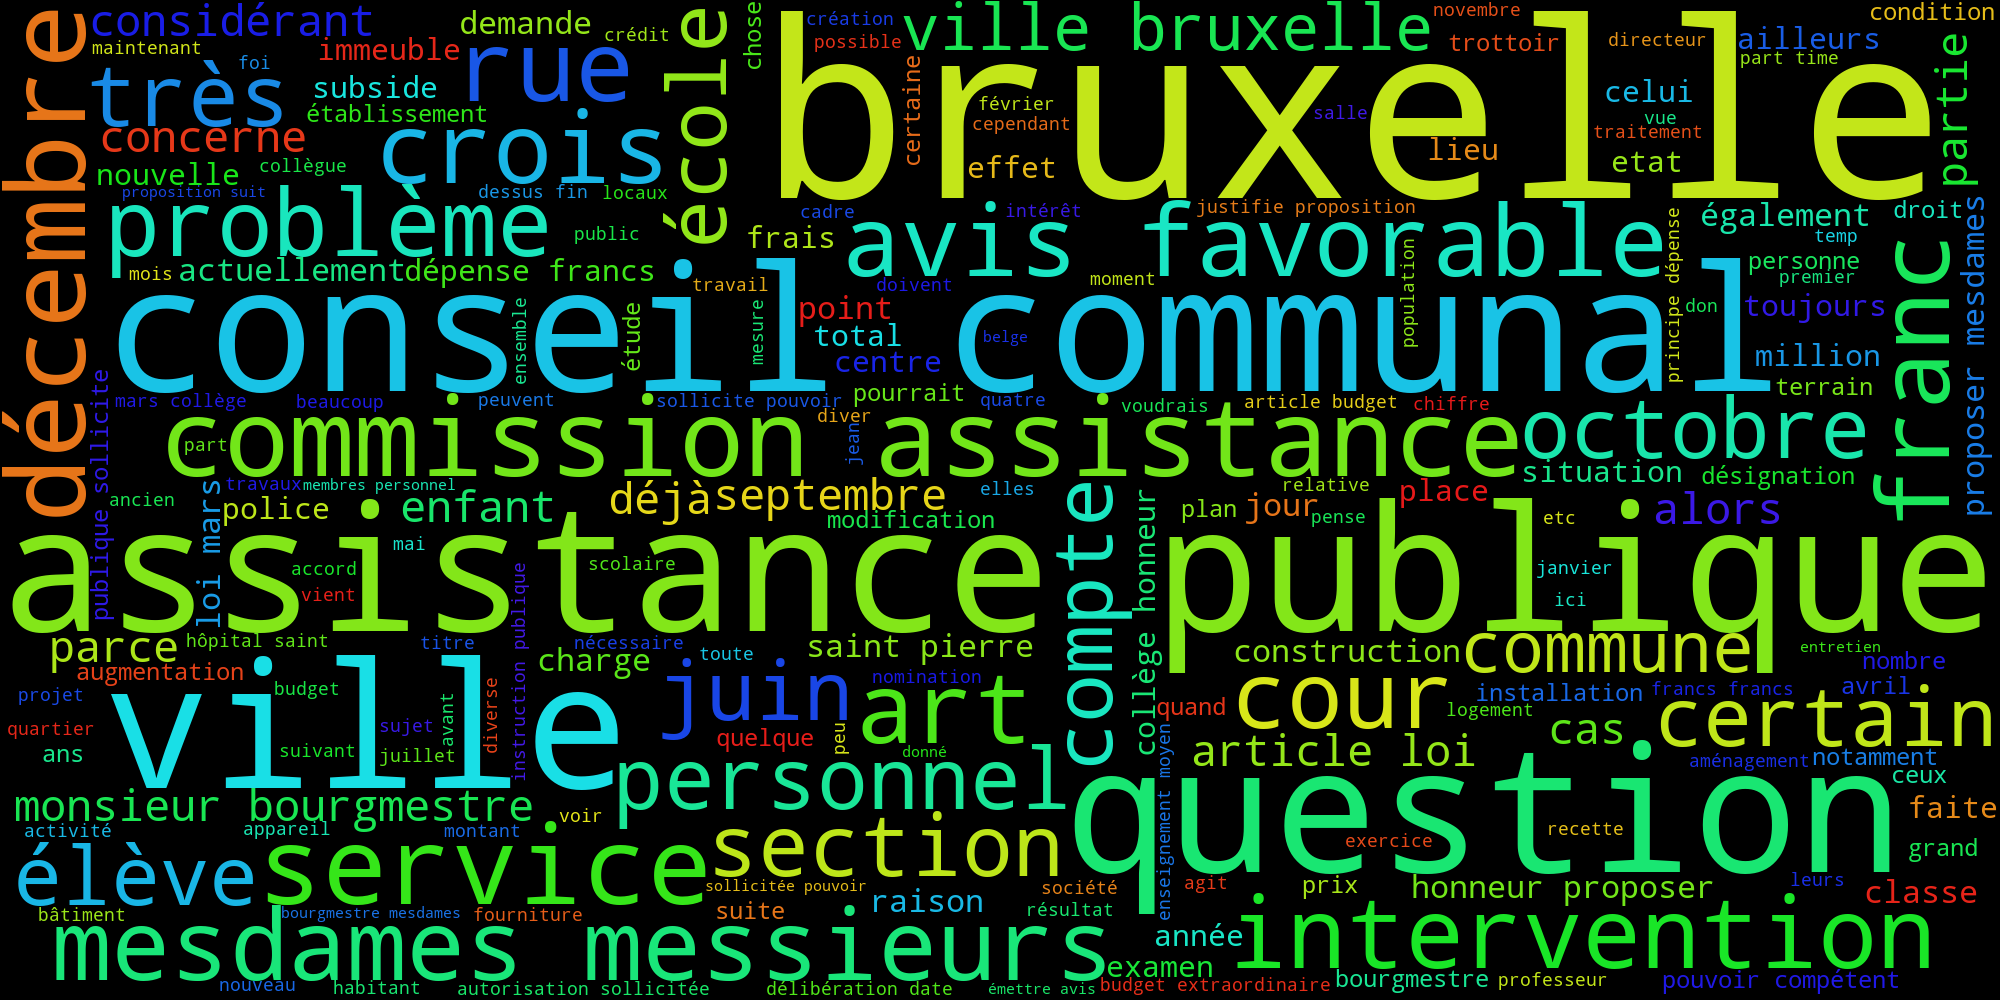 considérant
demande
crédit
chose
création
ville bruxelle
novembre
condition
maintenant
immeuble
rue
possible
trottoir
directeur
ailleurs
foi
très
subside
école
bruxelle
part time
partie
décembre
établissement
certaine
février
cependant
salle
celui
vue
traitement
concerne
crois
lieu
etat
nouvelle
collègue
effet
proposition suit
dessus fin
locaux
cadre
intérêt
justifie proposition
également
droit
problème
public
frais
avis favorable
temp
mesdames
proposer
mois
actuellement
dépense francs
travail
doivent
moment
population
principe dépense
personne
premier
franc
conseil communal
ensemble
étude
mesure
point
total
belge
don
toujours
centre
million
publique sollicite
mars collège
beaucoup
peuvent
sollicite pouvoir
pourrait
quatre
voudrais
article budget
chiffre
terrain
diver
part
commission assistance
jean
octobre
situation
désignation
loi mars
travaux
membres personnel
ancien
police
enfant
déjà
septembre
elles
relative
place
modification
compte
collège honneur
plan
jour
pense
etc
alors
assistance publique
mai
accord
scolaire
vient
instruction publique
janvier
ici
parce
hôpital saint
titre
nécessaire
toute
saint pierre
construction
commune
entretien
augmentation
charge
nombre
projet
budget
ville
avant
diverse
juin
nomination
art
cour
installation
francs francs
avril
quartier
sujet
quelque
peu
quand
logement
cas
certain
ans
suivant
juillet
donné
article loi
aménagement
notamment
personnel
enseignement moyen
question
ceux
monsieur bourgmestre
voir
faite
activité
appareil
montant
section
exercice
recette
grand
élève
service
sollicitée pouvoir
société
agit
prix
honneur proposer
leurs
classe
bâtiment
bourgmestre mesdames
fourniture
suite
raison
résultat
mesdames messieurs
année
intervention
examen
nouveau
habitant
autorisation sollicitée
délibération date
émettre avis
budget extraordinaire
bourgmestre
professeur
pouvoir compétent